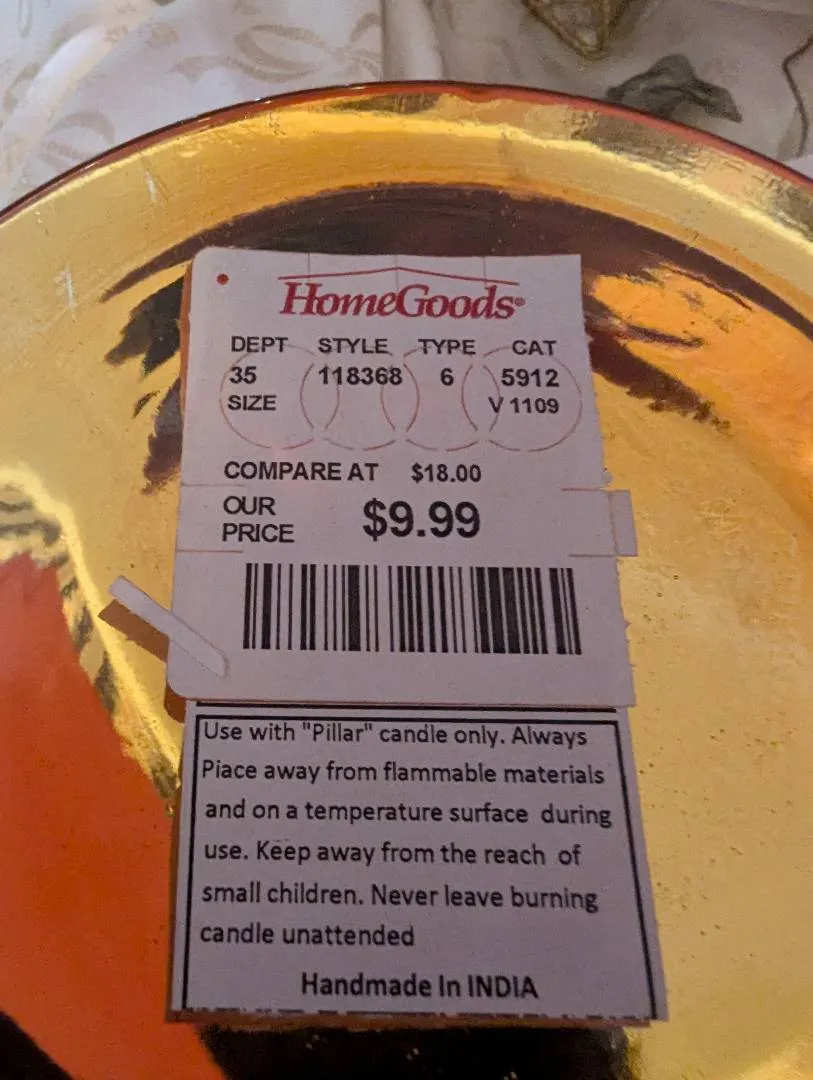 HomeGoods®
DEPT STYLE TYPE CAT
35 118368 6 5912
SIZE V 1109
COMPARE AT $18.00
OUR
PRICE $9.99
Use with "Pillar" candle only. Always
Piace away from flammable materials
and on a temperature surface during
use. Keep away from the reach of
small children. Never leave burning
candle unattended
Handmade In INDIA